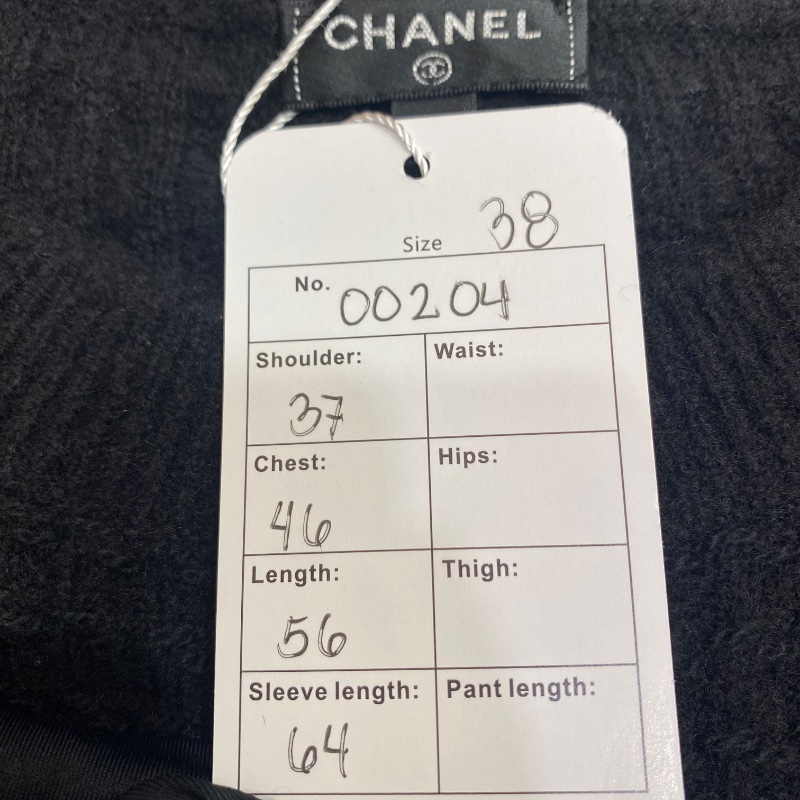 CHANEL
Size 38
No. 00204
Shoulder: Waist:
37
Chest: Hips:
46
Length: Thigh:
56
Sleeve length: Pant length:
64